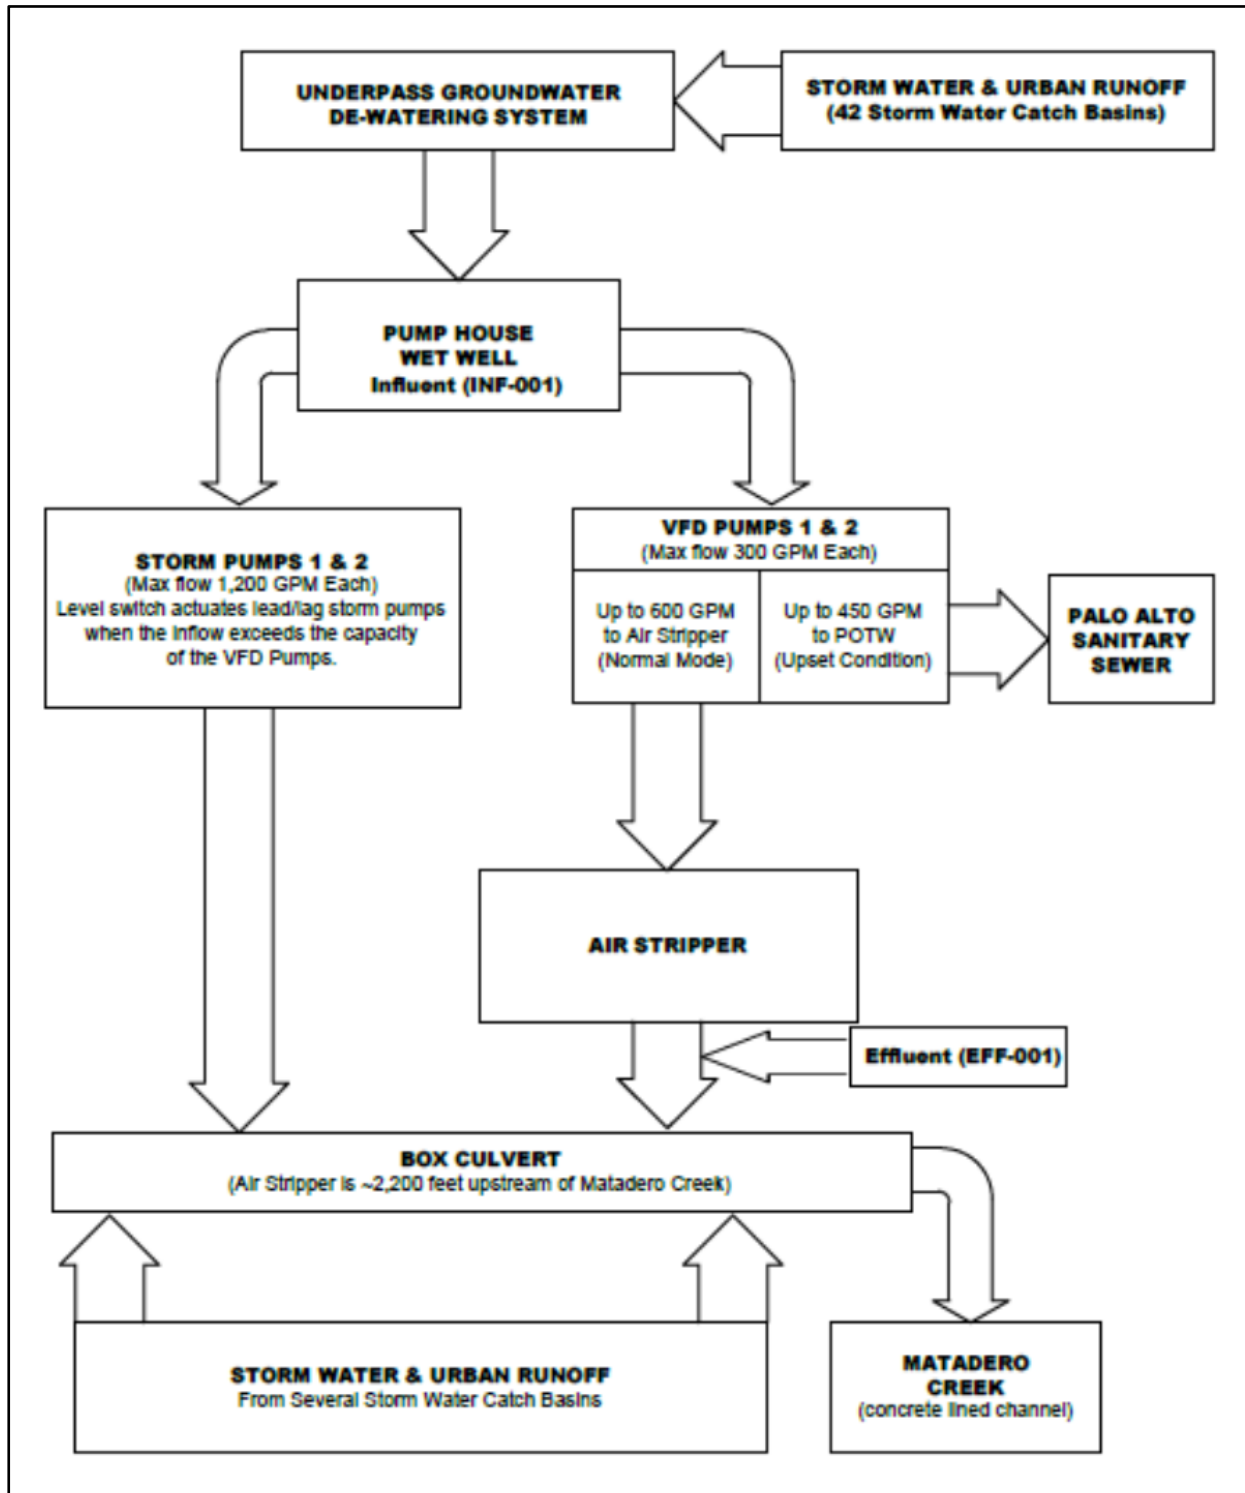 UNDERPASS GROUNDWATER
DE-WATERING SYSTEM
STORM WATER & URBAN RUNOFF
(42 Storm Water Catch Basins)
PUMP HOUSE
WET WELL
Influent (INF-001)
STORM PUMPS 1 & 2
(Max flow 1,200 GPM Each)
Level switch actuates lead/lag storm pumps
when the inflow exceeds the capacity
of the VFD Pumps.
VFD PUMPS 1 & 2
(Max flow 300 GPM Each)
Up to 600 GPM
to Air Stripper
(Normal Mode)
Up to 450 GPM
to POTW
(Upset Condition)
PALO ALTO
SANITARY
SEWER
AIR STRIPPER
Effluent (EFF-001)
BOX CULVERT
(Air Stripper is ~2,200 feet upstream of Matadero Creek)
STORM WATER & URBAN RUNOFF
From Several Storm Water Catch Basins
MATADERO
CREEK
(concrete lined channel)